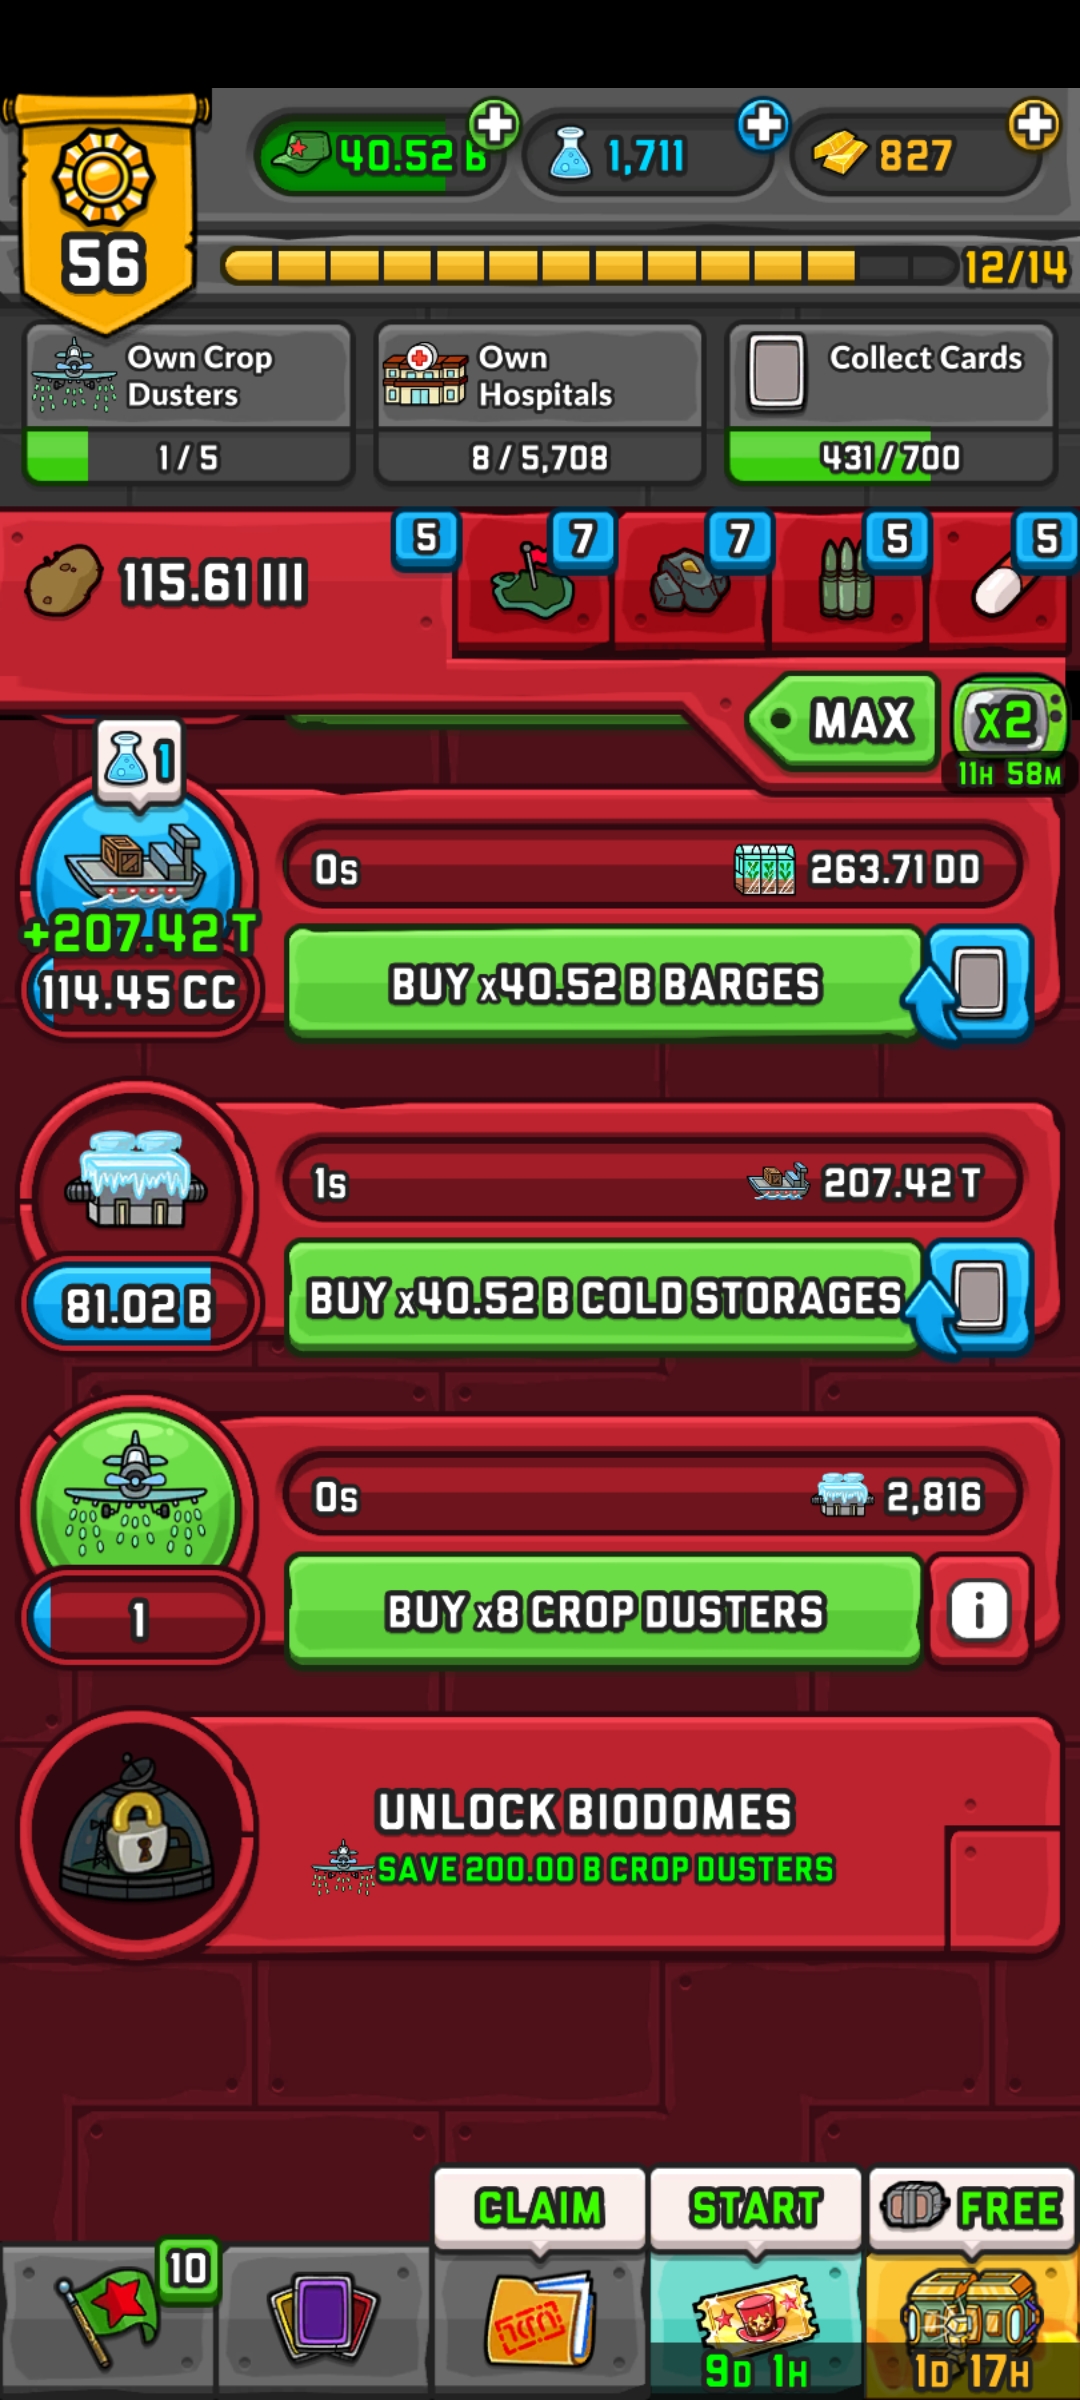 40.52 B
1,711
827
56
12/14
Own Crop
Dusters
1 / 5
Own
Hospitals
8 / 5,708
Collect Cards
431 / 700
115.61 III
5
7
7
5
5
MAX
x2
11H 58M
1
0s
263.71 DD
+207.42 T
114.45 CC
BUY x40.52 B BARGES
1s
207.42 T
81.02 B
BUY x40.52 B COLD STORAGES
0s
2,816
1
BUY x8 CROP DUSTERS
i
UNLOCK BIODOMES
SAVE 200.00 B CROP DUSTERS
CLAIM
START
FREE
10
9D 1H
1D 17H